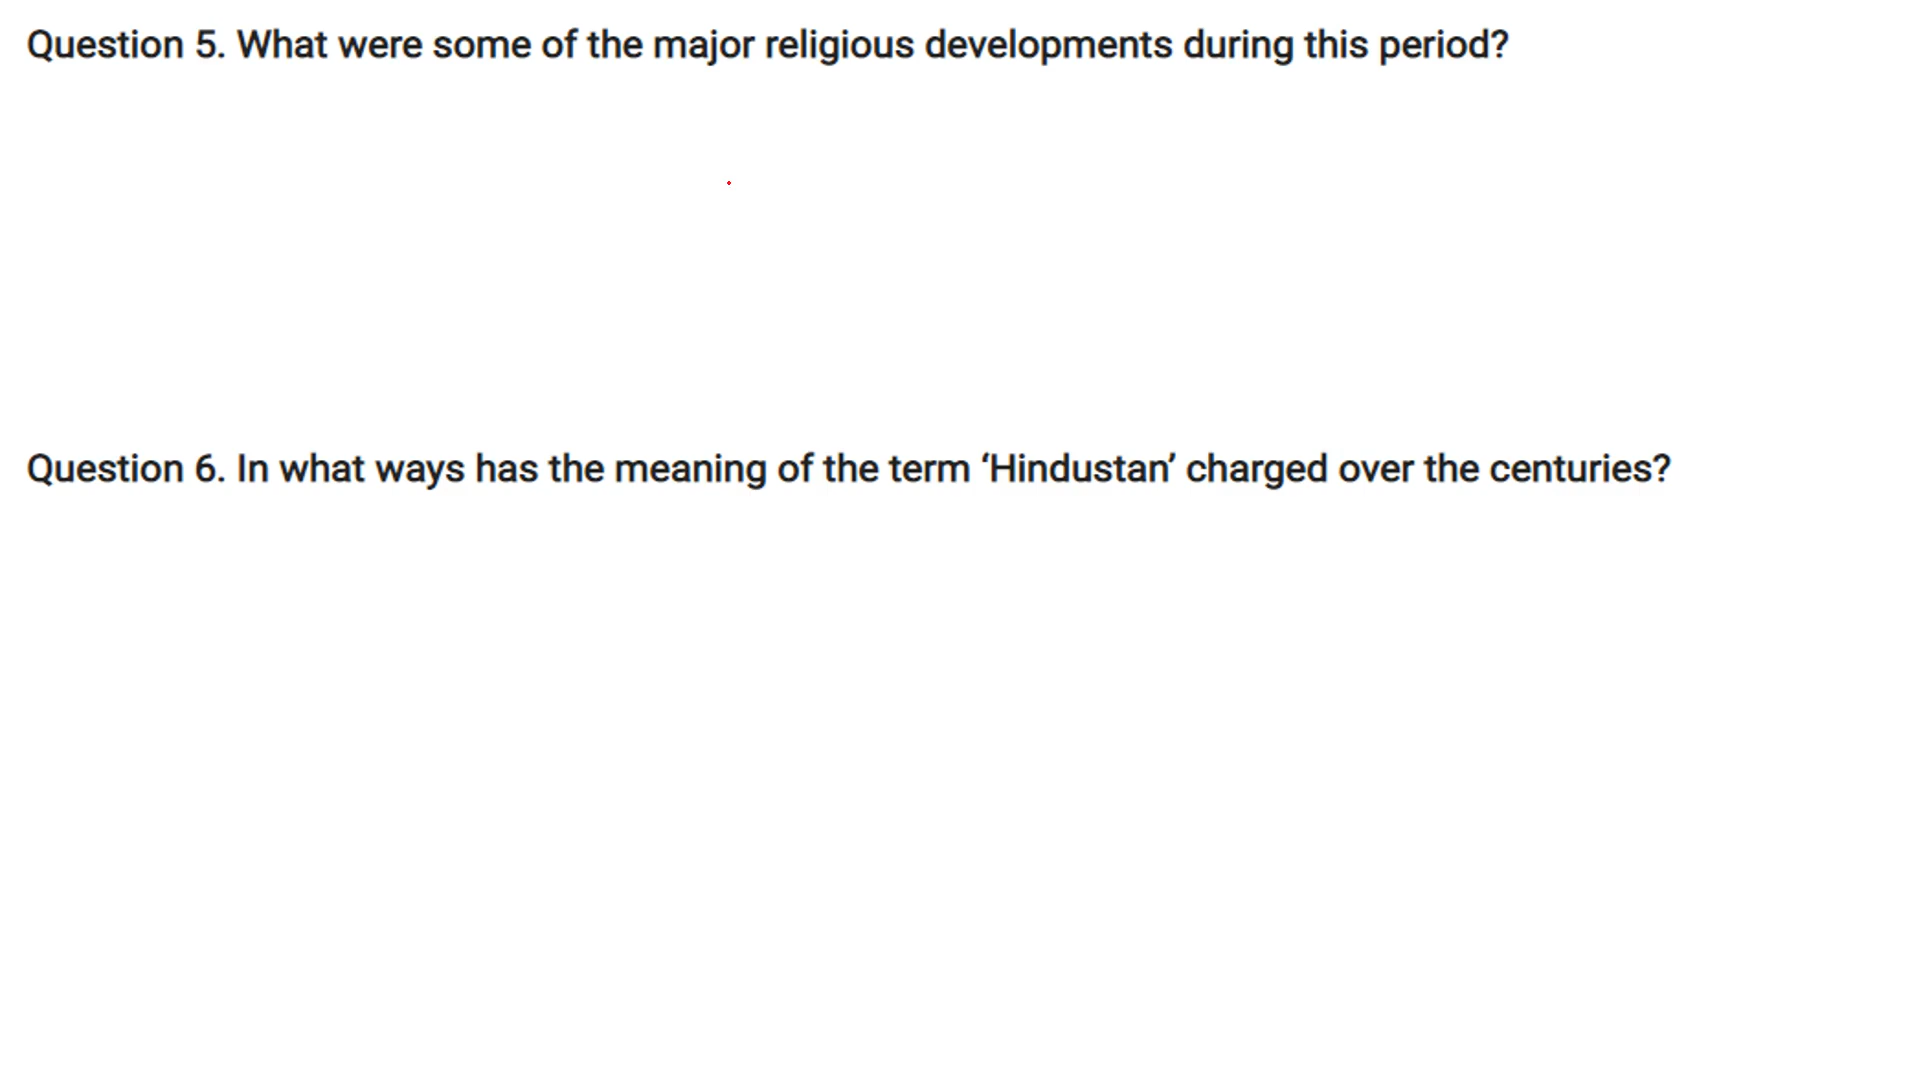 Question 5. What were some of the major religious developments during this period?
Question 6. In what ways has the meaning of the term ‘Hindustan’ charged over the centuries?